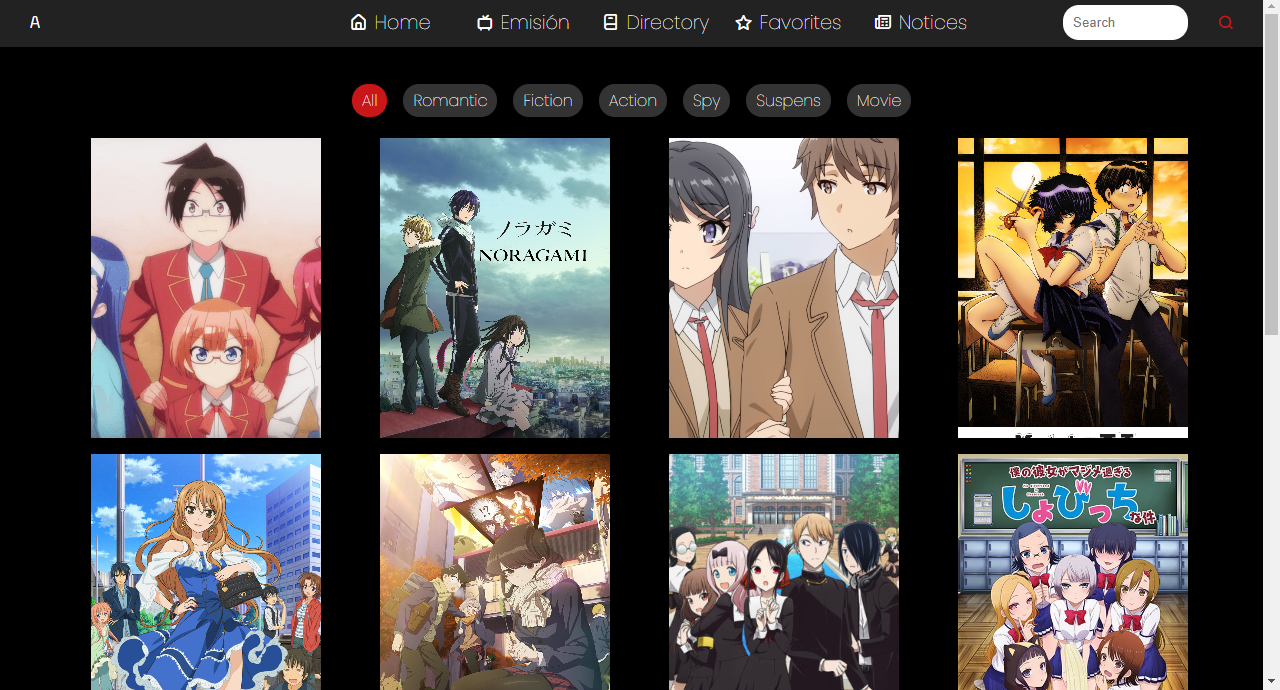 A
Home
Emisión
Directory
Favorites
Notices
Search
All
Romantic
Fiction
Action
Spy
Suspens
Movie
ノラガミ
NORAGAMI
!?
僕の彼女がマジメ過ぎる
しょびっち
な件